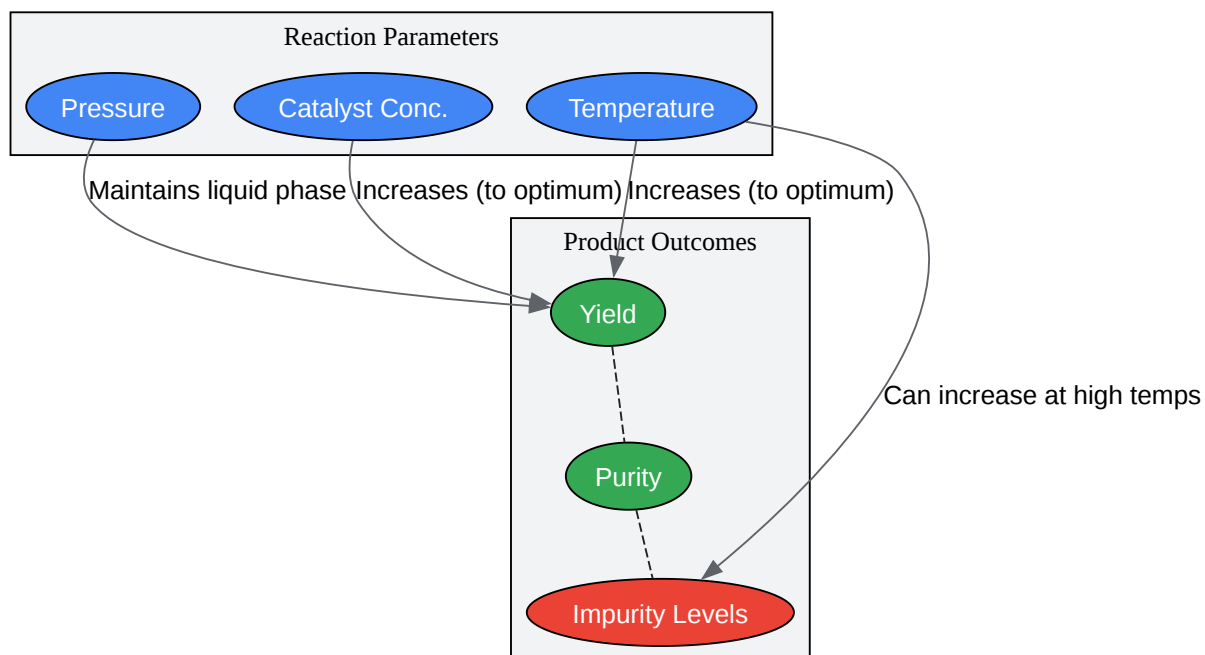 Reaction Parameters
Pressure
Catalyst Conc.
Temperature
Maintains liquid phase
Increases (to optimum)
Increases (to optimum)
Product Outcomes
Yield
Can increase at high temps
Purity
Impurity Levels